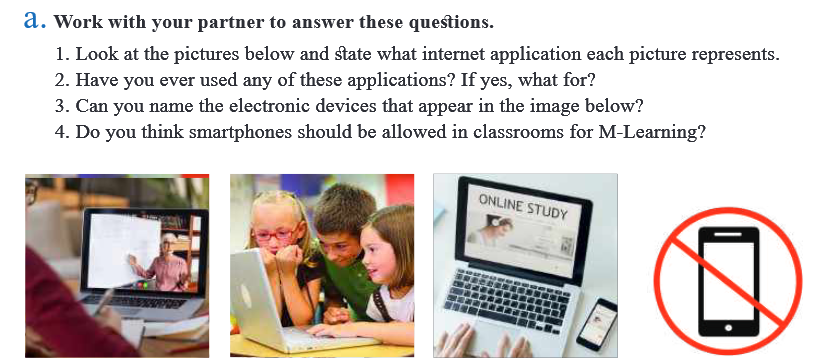 a. Work with your partner to answer these questions.
1. Look at the pictures below and state what internet application each picture represents.
2. Have you ever used any of these applications? If yes, what for?
3. Can you name the electronic devices that appear in the image below?
4. Do you think smartphones should be allowed in classrooms for M-Learning?
ONLINE STUDY